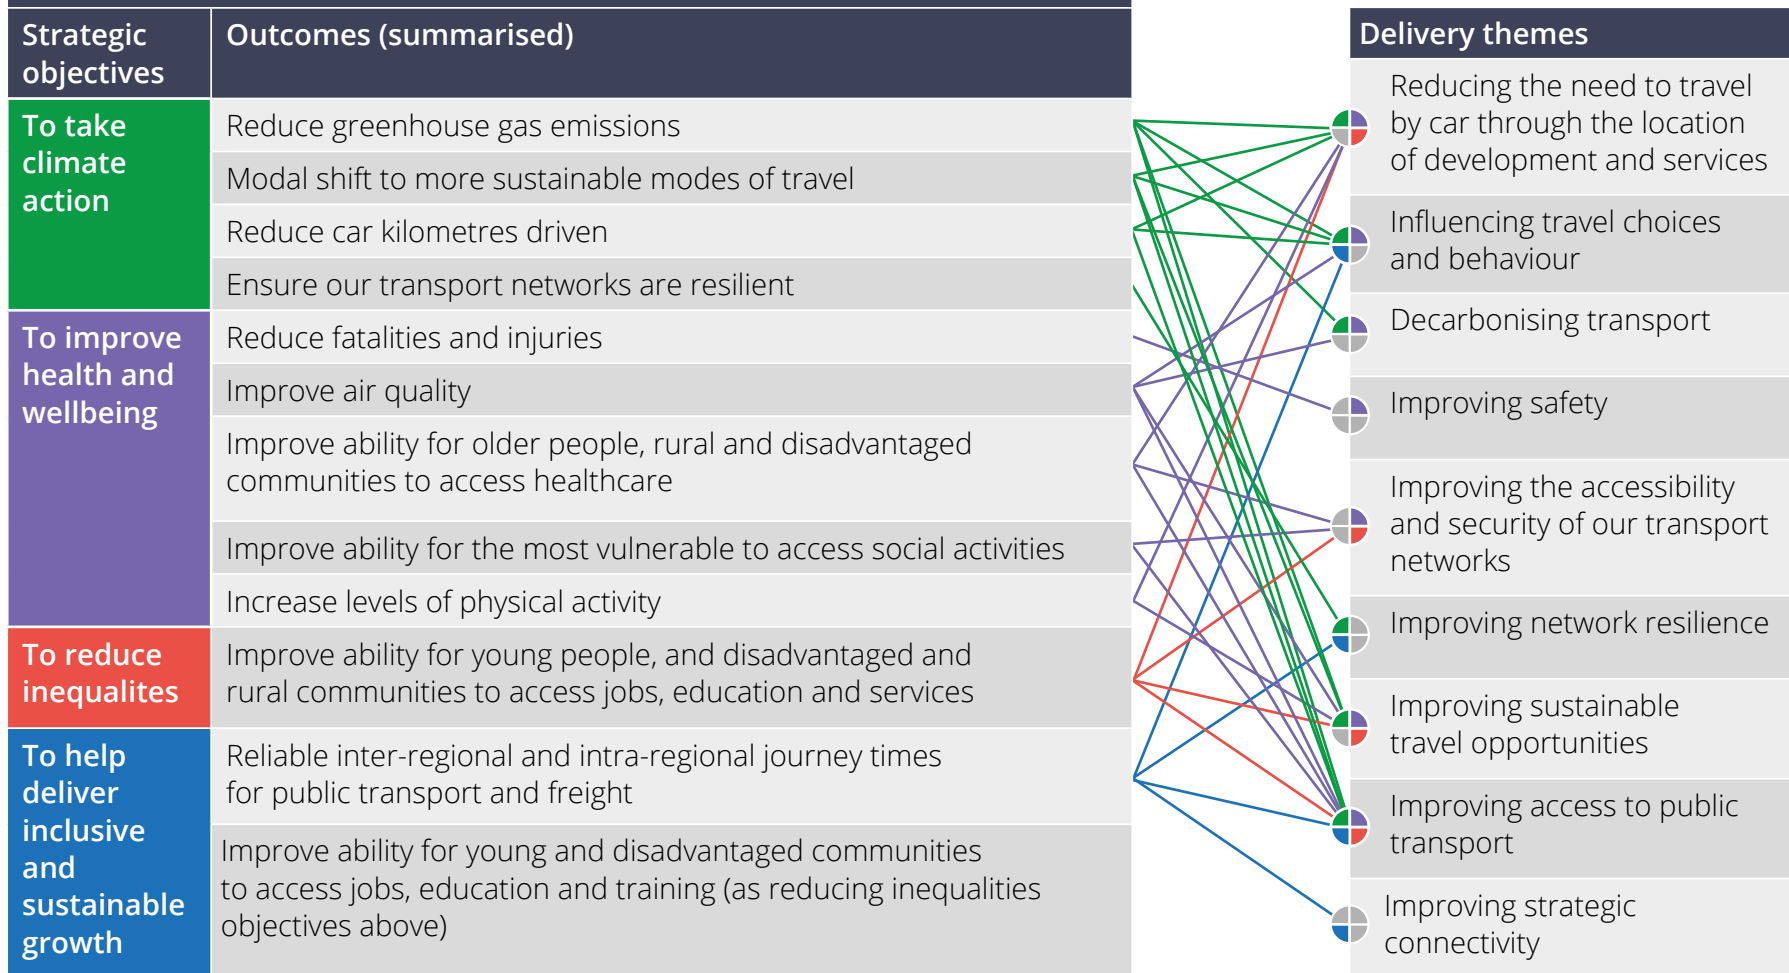 Strategic
objectives
Outcomes (summarised)
To take
climate
action
Reduce greenhouse gas emissions
Modal shift to more sustainable modes of travel
Reduce car kilometres driven
Ensure our transport networks are resilient
To improve
health and
wellbeing
Reduce fatalities and injuries
Improve air quality
Improve ability for older people, rural and disadvantaged
communities to access healthcare
Improve ability for the most vulnerable to access social activities
Increase levels of physical activity
To reduce
inequalites
Improve ability for young people, and disadvantaged and
rural communities to access jobs, education and services
To help
deliver
inclusive
and
sustainable
growth
Reliable inter-regional and intra-regional journey times
for public transport and freight
Improve ability for young and disadvantaged communities
to access jobs, education and training (as reducing inequalities
objectives above)
Delivery themes
Reducing the need to travel
by car through the location
of development and services
Influencing travel choices
and behaviour
Decarbonising transport
Improving safety
Improving the accessibility
and security of our transport
networks
Improving network resilience
Improving sustainable
travel opportunities
Improving access to public
transport
Improving strategic
connectivity